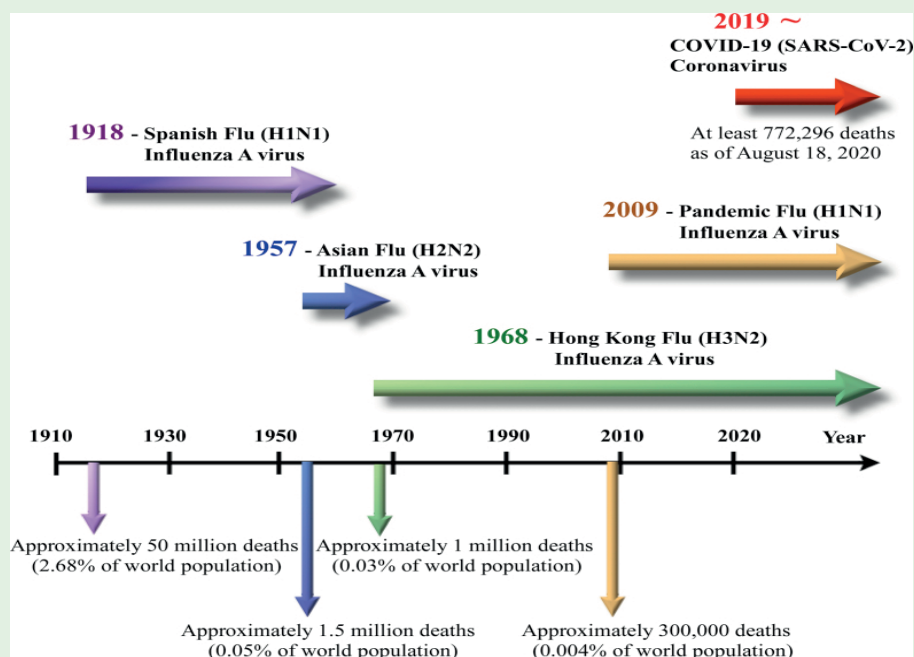 2019 ~
COVID-19 (SARS-CoV-2)
Coronavirus
At least 772,296 deaths
as of August 18, 2020
1918 - Spanish Flu (H1N1)
Influenza A virus
2009 - Pandemic Flu (H1N1)
Influenza A virus
1957 - Asian Flu (H2N2)
Influenza A virus
1968 - Hong Kong Flu (H3N2)
Influenza A virus
1910 1930 1950 1970 1990 2010 2020 Year
Approximately 50 million deaths
(2.68% of world population)
Approximately 1 million deaths
(0.03% of world population)
Approximately 1.5 million deaths
(0.05% of world population)
Approximately 300,000 deaths
(0.004% of world population)